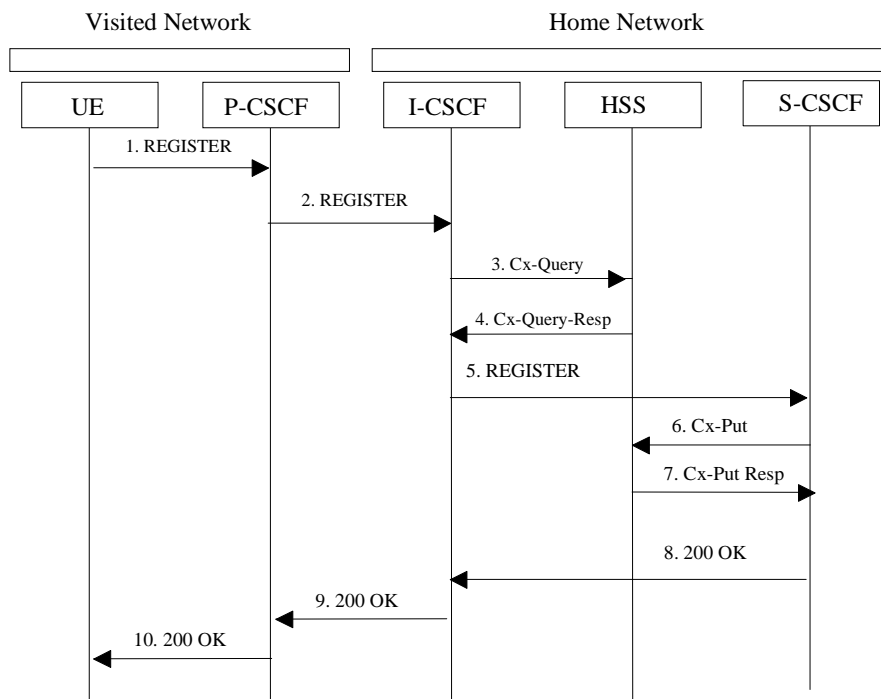 Visited Network
Home Network
UE
P-CSCF
I-CSCF
HSS
S-CSCF
1. REGISTER
2. REGISTER
3. Cx-Query
4. Cx-Query-Resp
5. REGISTER
6. Cx-Put
7. Cx-Put Resp
8. 200 OK
9. 200 OK
10. 200 OK